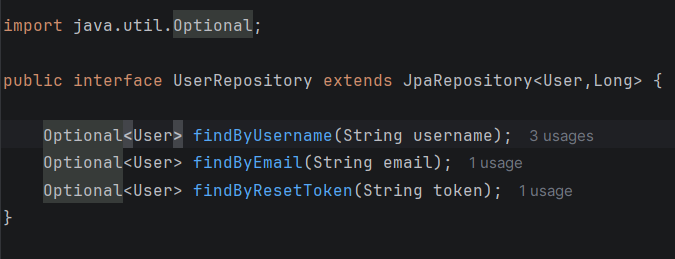 import java.util.Optional;
public interface UserRepository extends JpaRepository<User,Long> {
Optional<User> findByUsername(String username); 3 usages
Optional<User> findByEmail(String email); 1 usage
Optional<User> findByResetToken(String token); 1 usage
}